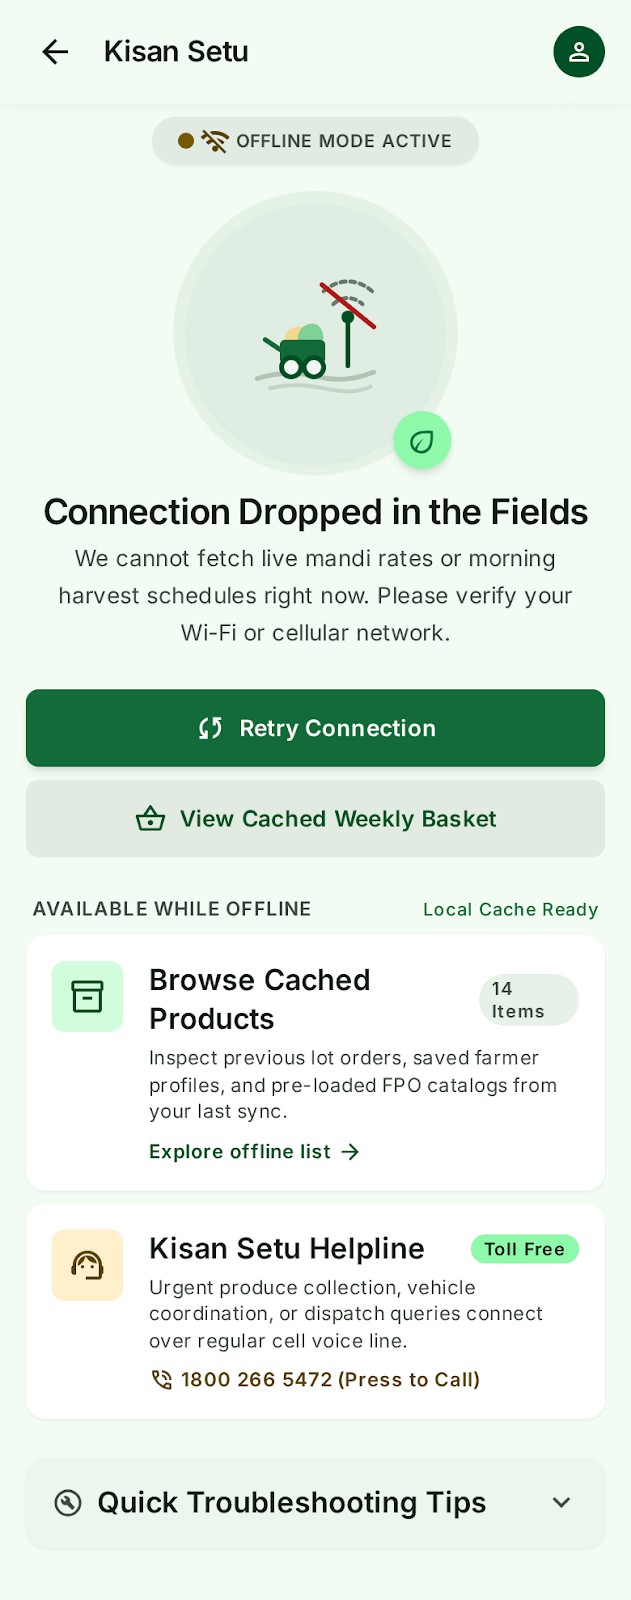 Kisan Setu
OFFLINE MODE ACTIVE
Connection Dropped in the Fields
We cannot fetch live mandi rates or morning
harvest schedules right now. Please verify your
Wi-Fi or cellular network.
Retry Connection
View Cached Weekly Basket
AVAILABLE WHILE OFFLINE
Local Cache Ready
Browse Cached
Products
14
Items
Inspect previous lot orders, saved farmer
profiles, and pre-loaded FPO catalogs from
your last sync.
Explore offline list
Kisan Setu Helpline
Toll Free
Urgent produce collection, vehicle
coordination, or dispatch queries connect
over regular cell voice line.
1800 266 5472 (Press to Call)
Quick Troubleshooting Tips